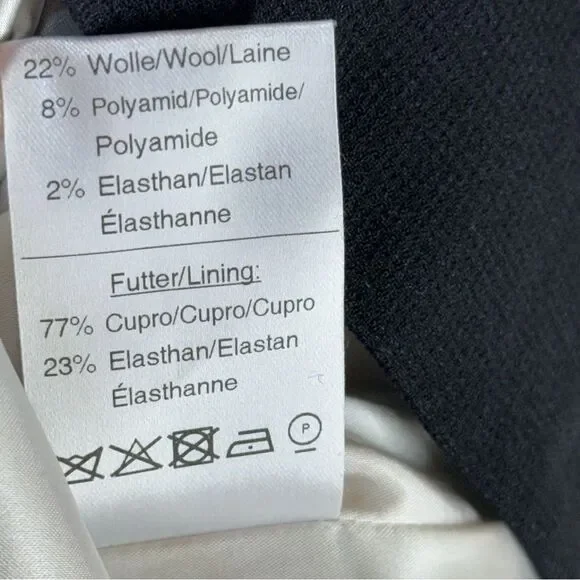 22% Wolle/Wool/Laine
8% Polyamid/Polyamide/
Polyamide
2% Elasthan/Elastan
Élasthanne
Futter/Lining:
77% Cupro/Cupro/Cupro
23% Elasthan/Elastan
Élasthanne
P